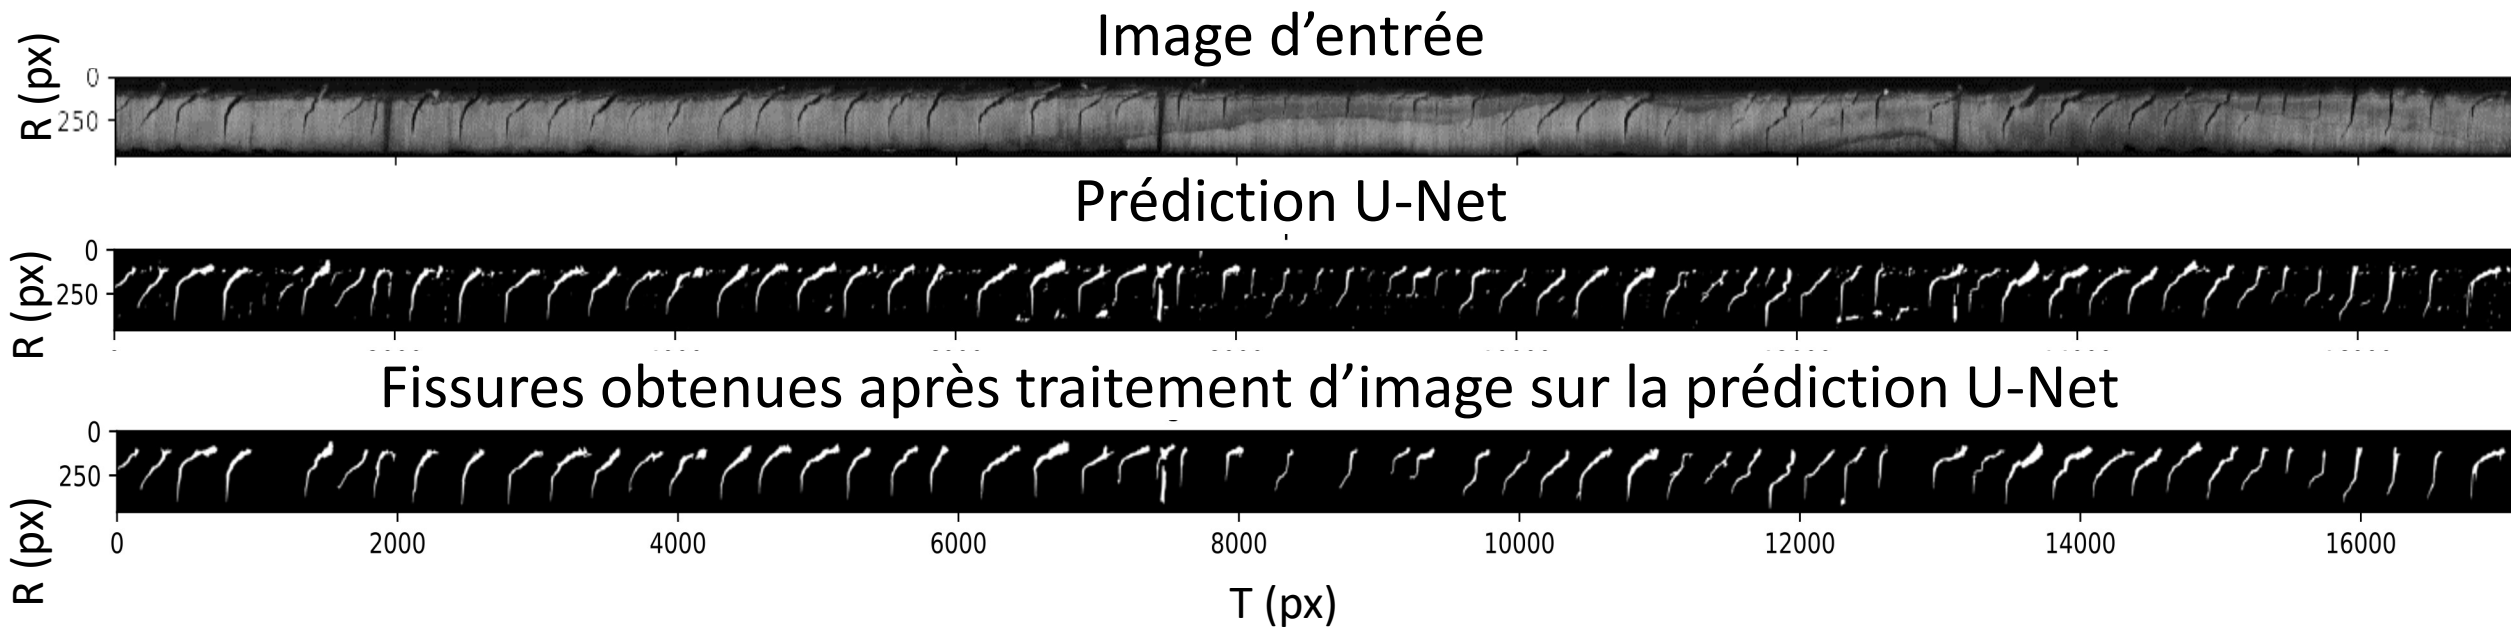 Image d’entrée
R (px)
0
250
Prédiction U-Net
R (px)
0
250
Fissures obtenues après traitement d’image sur la prédiction U-Net
R (px)
0
250
0 2000 4000 6000 8000 10000 12000 14000 16000
T (px)